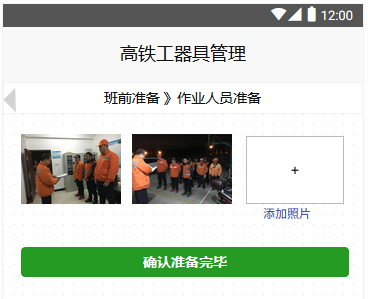 12:00
高铁工器具管理
班前准备 》作业人员准备
+
添加照片
确认准备完毕